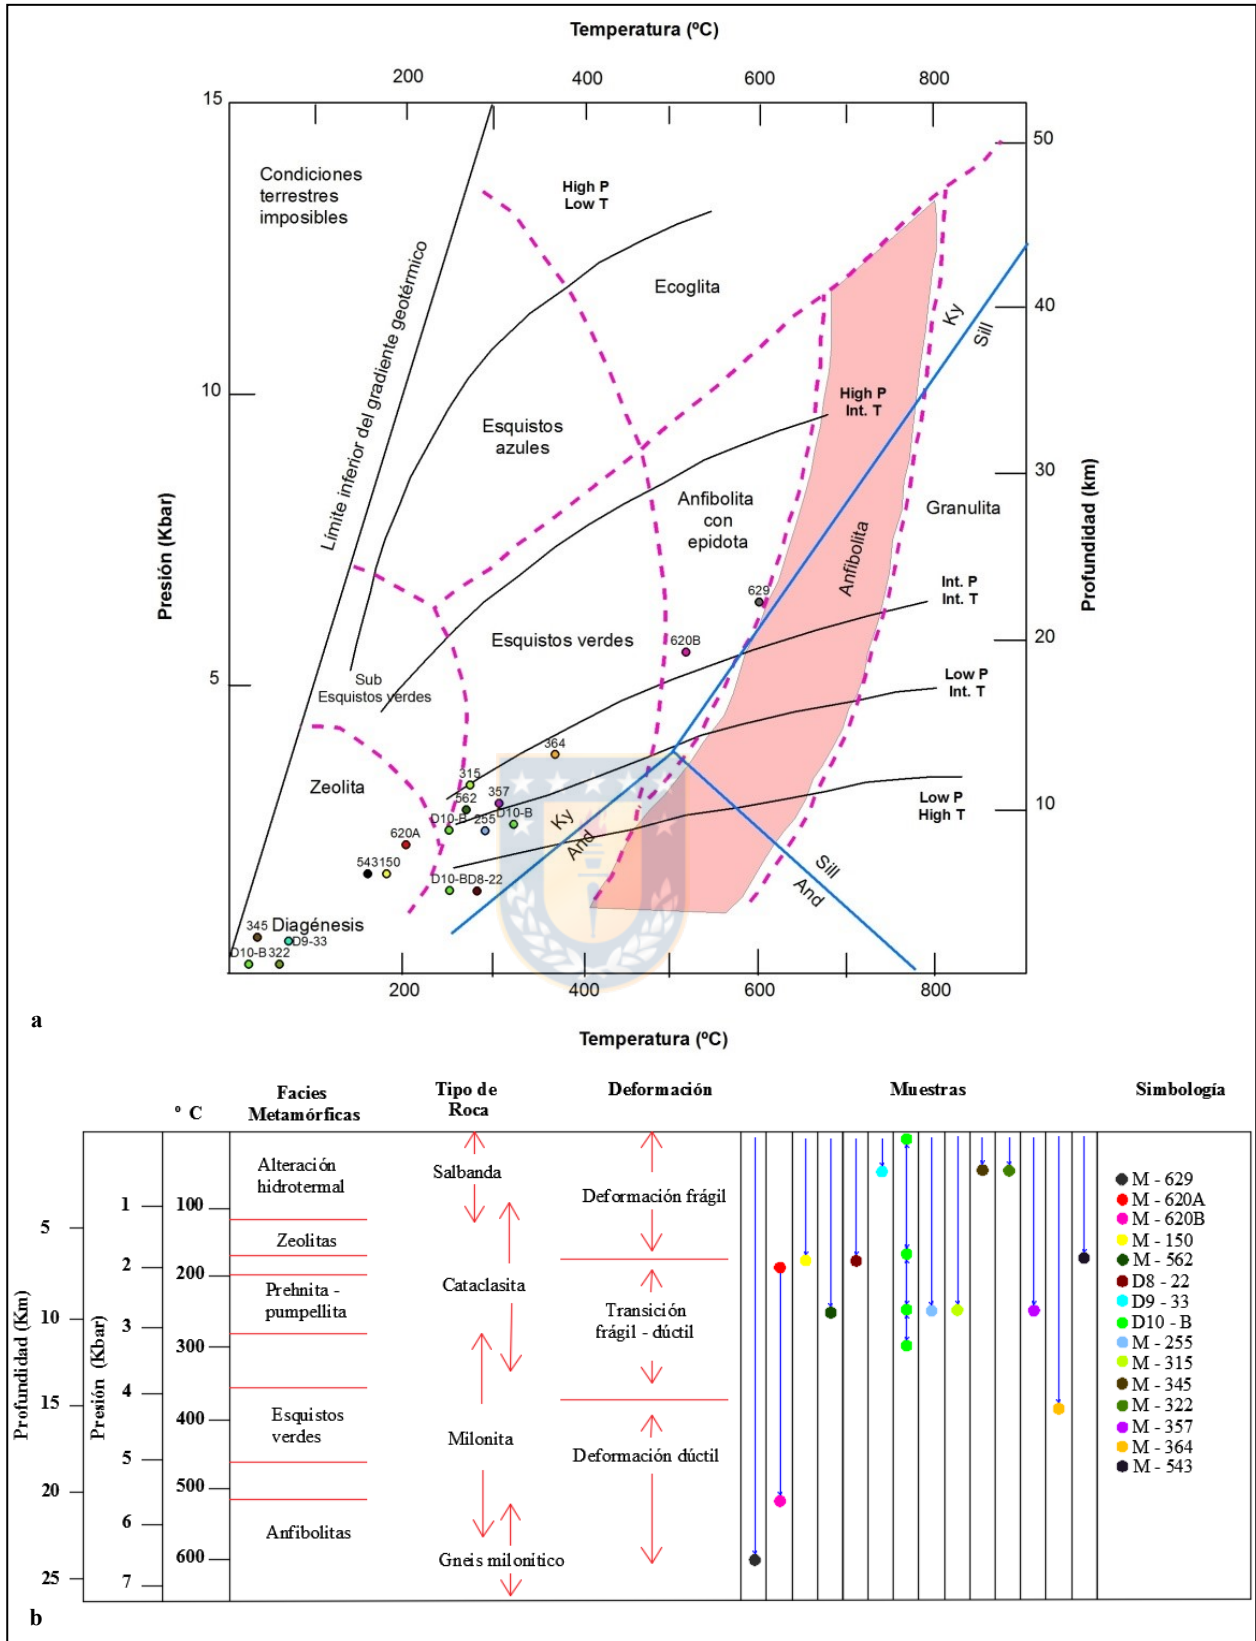 Temperatura (ºC)
200
400
600
800
15
10
5
50
40
30
20
10
Presión (Kbar)
Profundidad (km)
Condiciones
terrestres
imposibles
Límite inferior del gradiente geotérmico
High P
Low T
Ecoglita
Ky
Sill
High P
Int. T
Esquistos
azules
Anfibolita
con
epidota
Anfibolita
Granulita
Int. P
Int. T
629
620B
Esquistos verdes
Sub
Esquistos verdes
Low P
Int. T
364
315
Zeolita
562
357
D10-B
255
D10-B
Ky
And
Low P
High T
620A
543
150
D10-B
D8-22
Sill
And
345
Diagénesis
D9-33
D10-B
322
200
400
600
800
Temperatura (ºC)
a
º C
Facies
Metamórficas
Tipo de
Roca
Deformación
Muestras
Simbología
Profundidad (Km)
5
10
15
20
25
Presión (Kbar)
1
2
3
4
5
6
7
100
200
300
400
500
600
Alteración
hidrotermal
Zeolitas
Prehnita -
pumpellita
Esquistos
verdes
Anfibolitas
Salbanda
Cataclasita
Milonita
Gneis milonitico
Deformación frágil
Transición
frágil - dúctil
Deformación dúctil
M - 629
M - 620A
M - 620B
M - 150
M - 562
D8 - 22
D9 - 33
D10 - B
M - 255
M - 315
M - 345
M - 322
M - 357
M - 364
M - 543
b